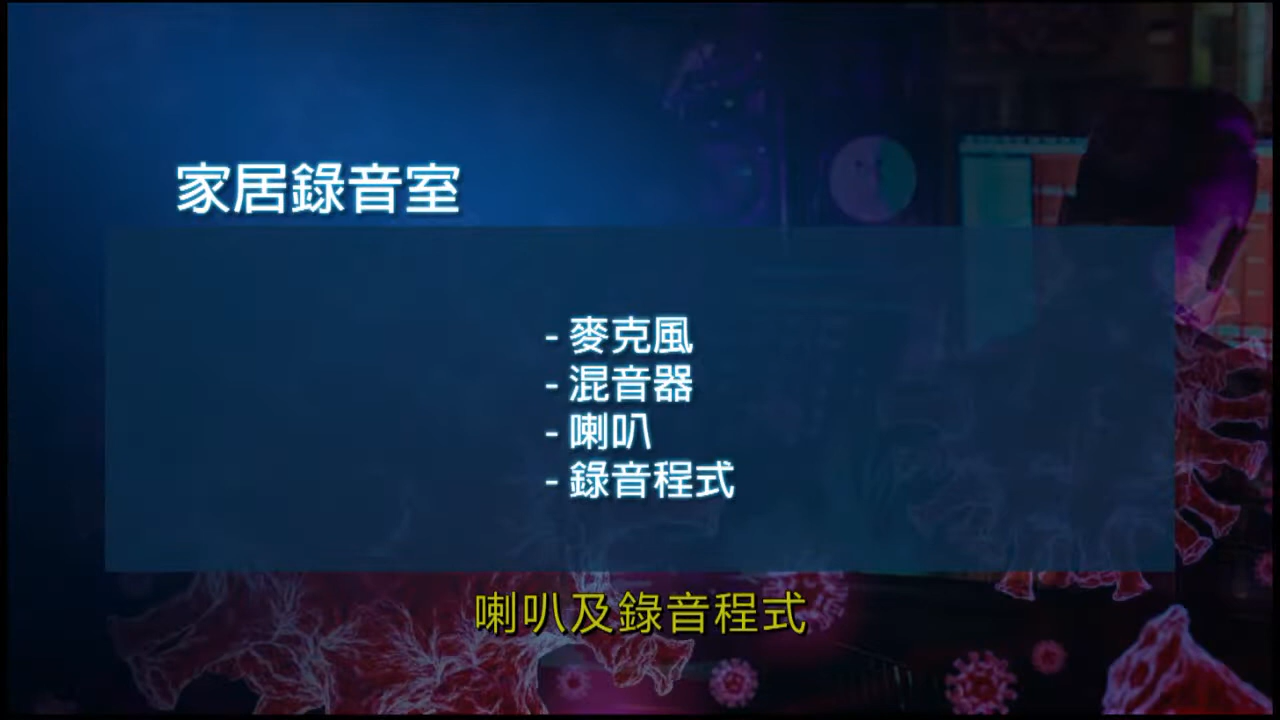 家居錄音室
- 麥克風
- 混音器
- 喇叭
- 錄音程式
喇叭及錄音程式